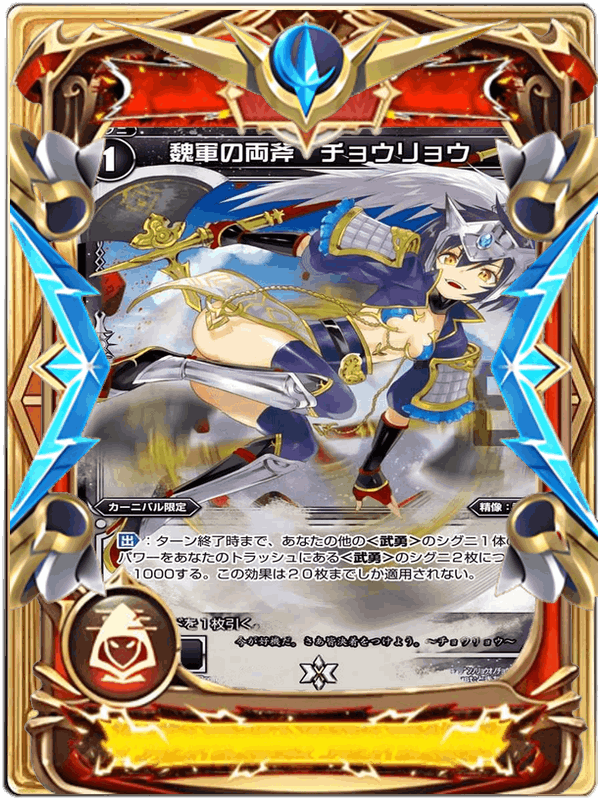 1
魏軍の両斧　チョウリョウ
カーニバル限定
精像：
出：ターン終了時まで、あなたの他の<武勇>のシグニ1体
パワーをあなたのトラッシュにある<武勇>のシグニ2枚につ
1000する。この効果は20枚までしか適用されない。
を1枚引く
今が好機だ。さあ皆決着をつけよう。～チョウリョウ～